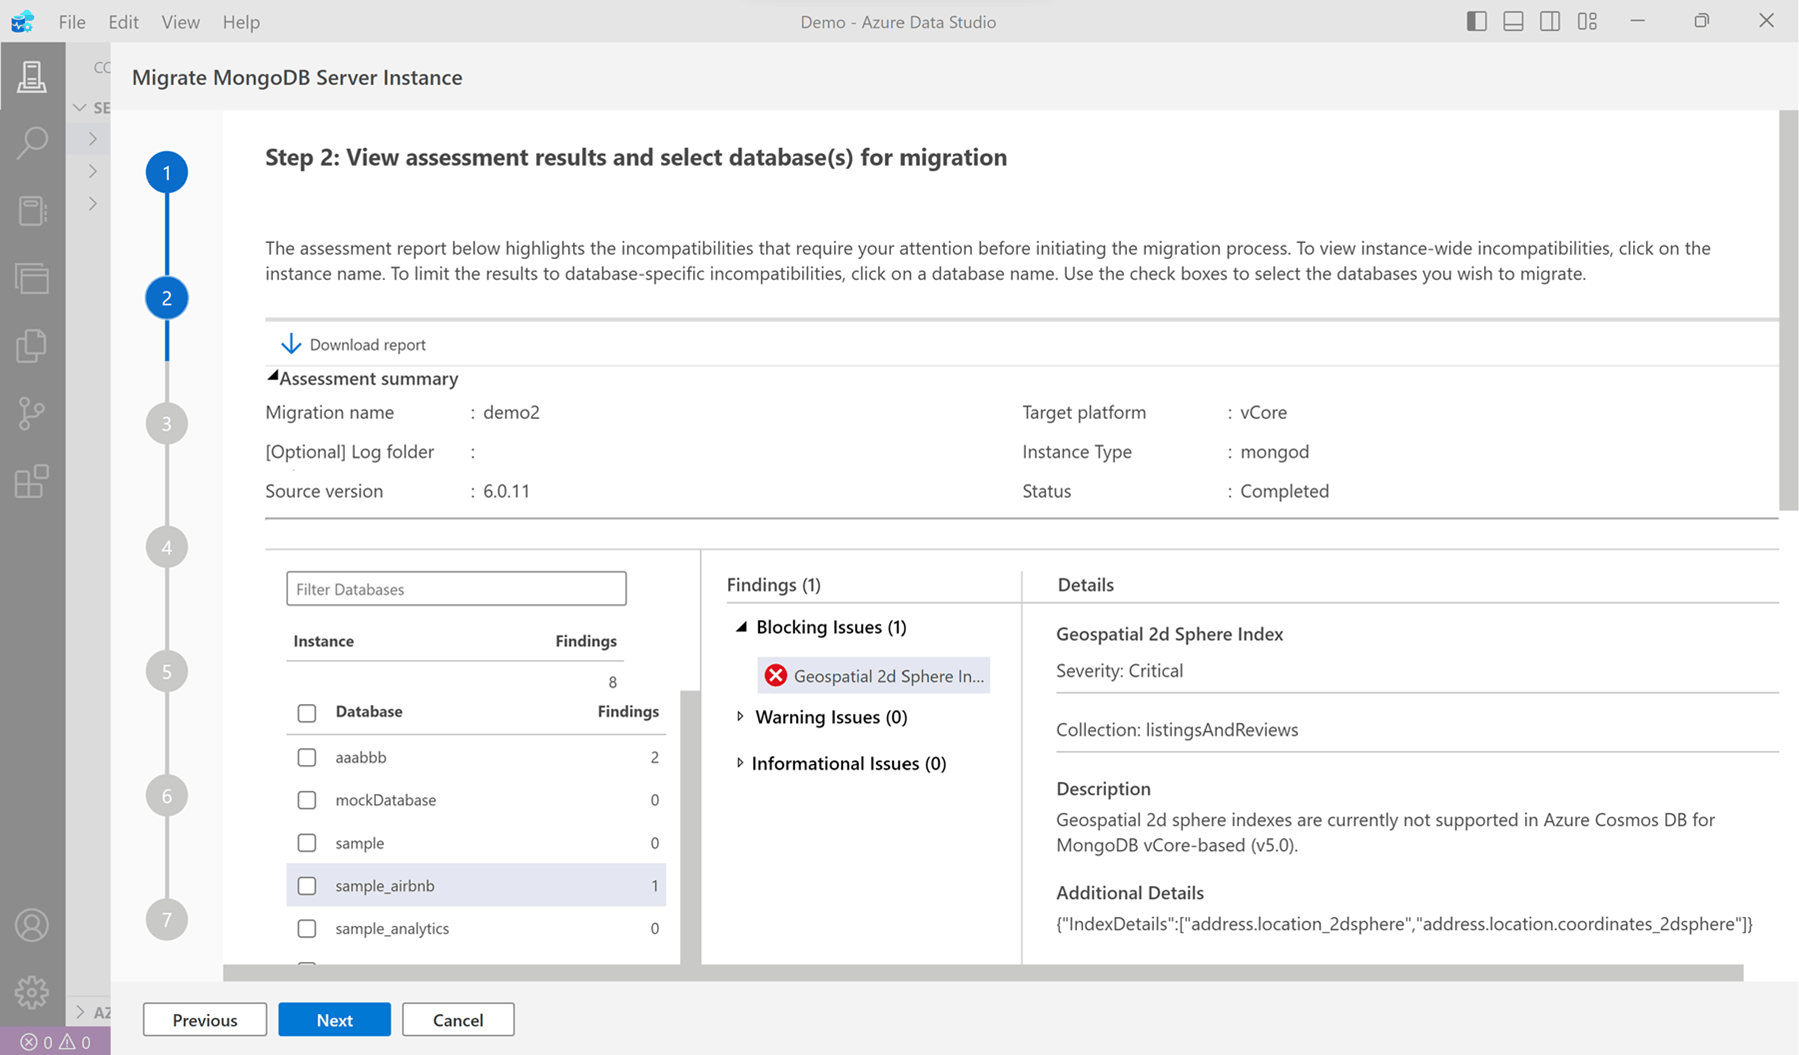 File Edit View Help
Demo - Azure Data Studio
CO
Migrate MongoDB Server Instance
SE
1
2
3
4
5
6
7
Step 2: View assessment results and select database(s) for migration
The assessment report below highlights the incompatibilities that require your attention before initiating the migration process. To view instance-wide incompatibilities, click on the
instance name. To limit the results to database-specific incompatibilities, click on a database name. Use the check boxes to select the databases you wish to migrate.
Download report
Assessment summary
Migration name : demo2 Target platform : vCore
[Optional] Log folder : Instance Type : mongod
Source version : 6.0.11 Status : Completed
Filter Databases
Instance Findings
8
Database Findings
aaabbb 2
mockDatabase 0
sample 0
sample_airbnb 1
sample_analytics 0
Findings (1)
Blocking Issues (1)
Geospatial 2d Sphere In...
Warning Issues (0)
Informational Issues (0)
Details
Geospatial 2d Sphere Index
Severity: Critical
Collection: listingsAndReviews
Description
Geospatial 2d sphere indexes are currently not supported in Azure Cosmos DB for
MongoDB vCore-based (v5.0).
Additional Details
{"IndexDetails":["address.location_2dsphere","address.location.coordinates_2dsphere"]}
AZ
Previous Next Cancel
0 0